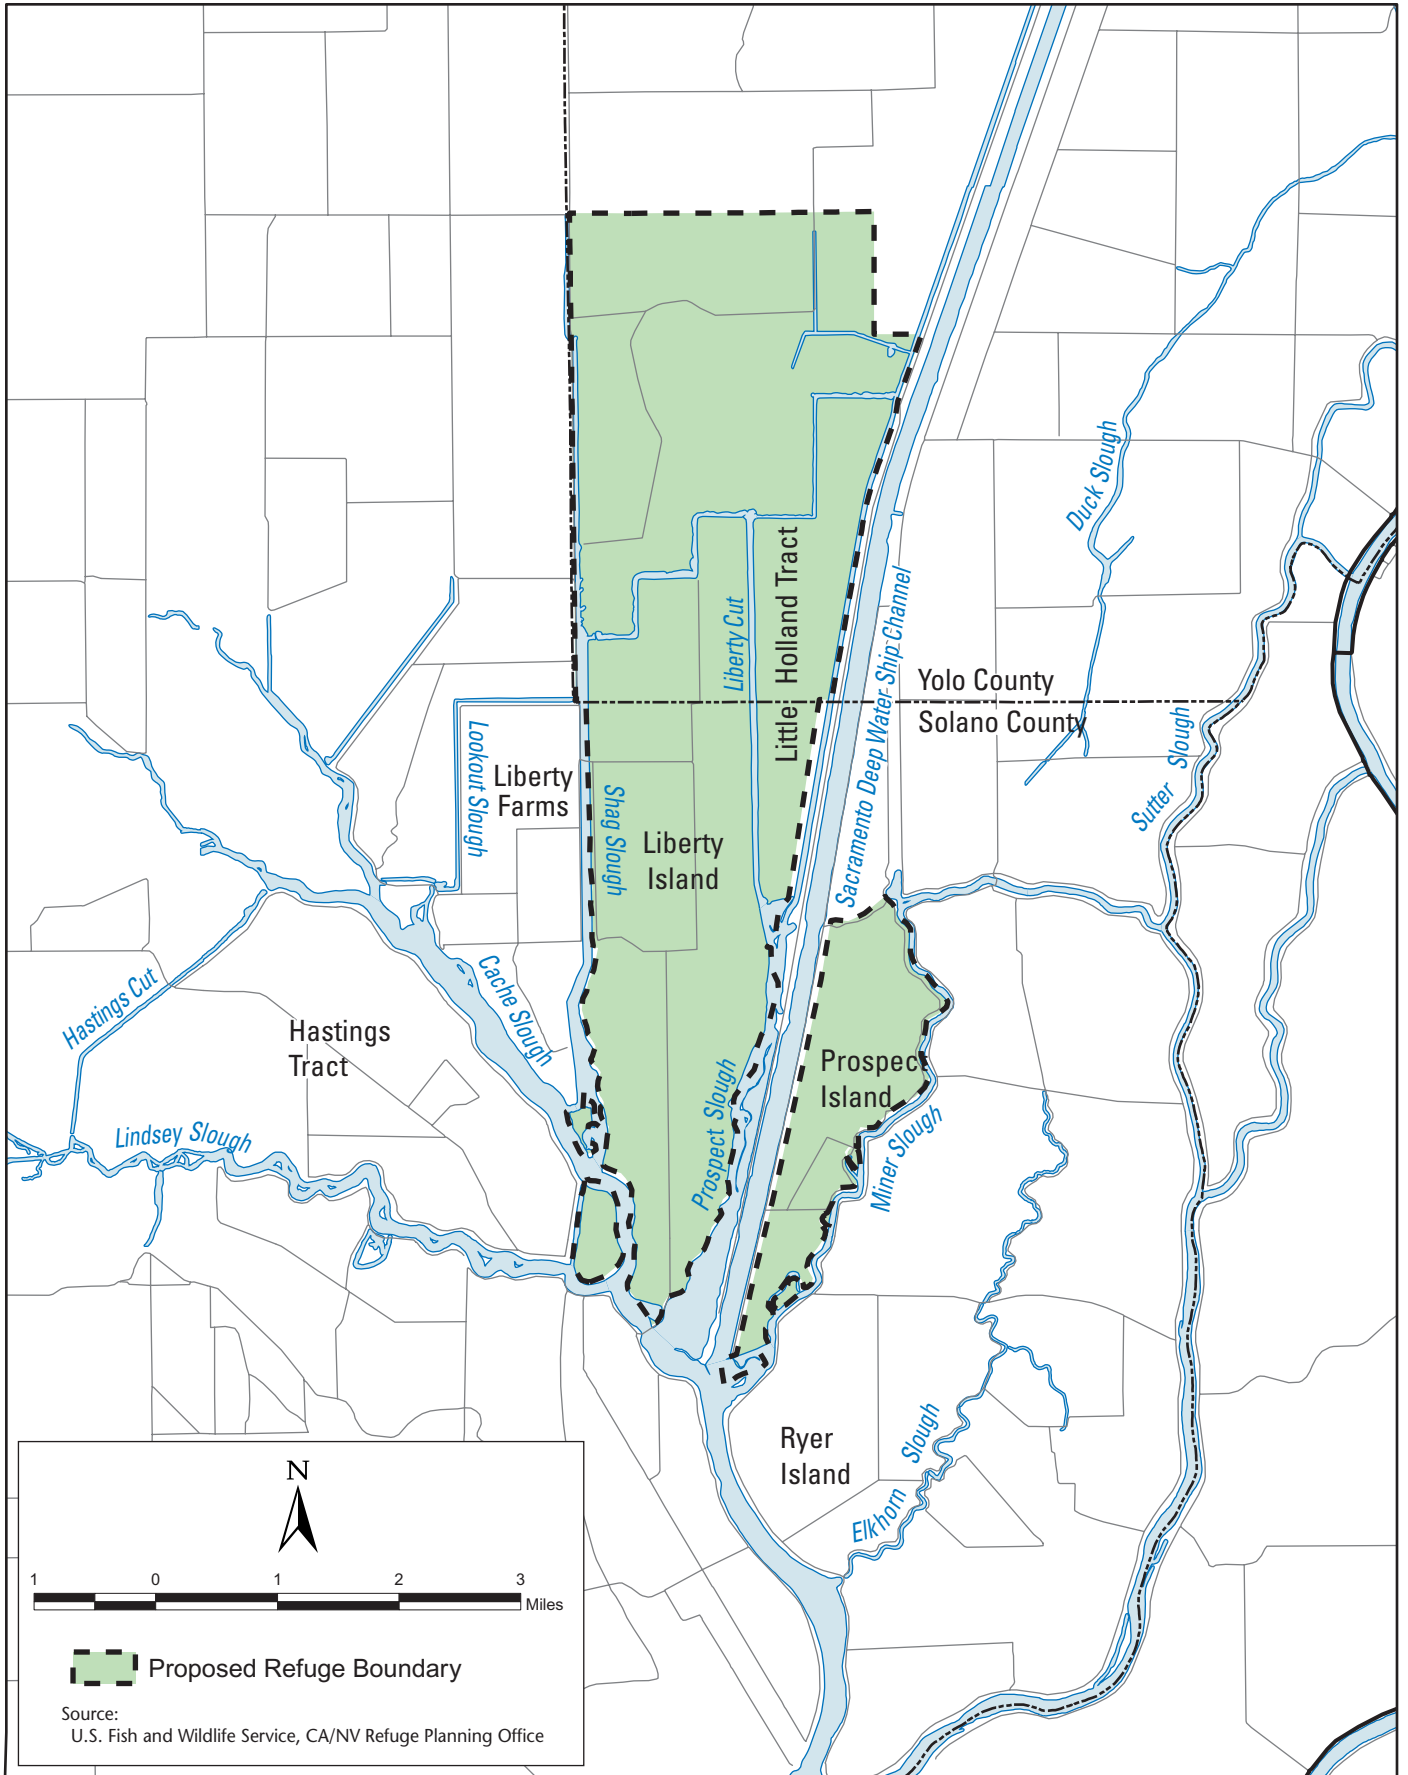 Duck Slough
Little Holland Tract
Liberty Cut
Sacramento Deep Water Ship Channel
Yolo County
Solano County
Sutter Slough
Lookout Slough
Liberty
Farms
Shag Slough
Liberty
Island
Cache Slough
Hastings Cut
Hastings
Tract
Prospect Slough
Prospect
Island
Miner Slough
Lindsey Slough
Ryer
Island
Elkhorn Slough
N
1 0 1 2 3
Miles
Proposed Refuge Boundary
Source:
U.S. Fish and Wildlife Service, CA/NV Refuge Planning Office